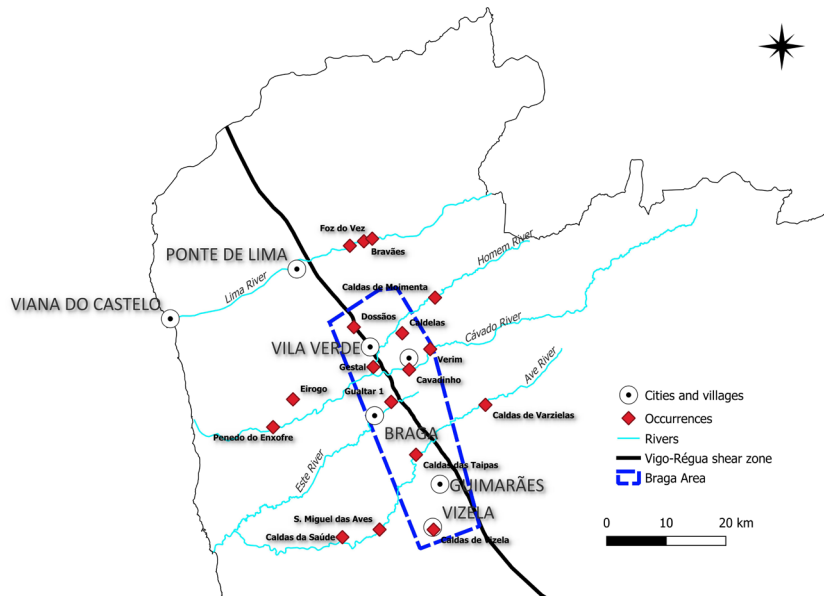 Foz do Vez
Bravães
PONTE DE LIMA
Homem River
Lima River
Caldas de Moimenta
VIANA DO CASTELO
Dossãos
Caldelas
Cávado River
VILA VERDE
Verim
Gestal
Cavadinho
Ave River
Eirogo
Gualtar 1
Cities and villages
Occurrences
Caldas de Varzielas
Penedo do Enxofre
BRAGA
Rivers
Vigo-Régua shear zone
Este River
Caldas das Taipas
Braga Area
GUIMARÃES
VIZELA
S. Miguel das Aves
Caldas da Saúde
Caldas de Vizela
0 10 20 km